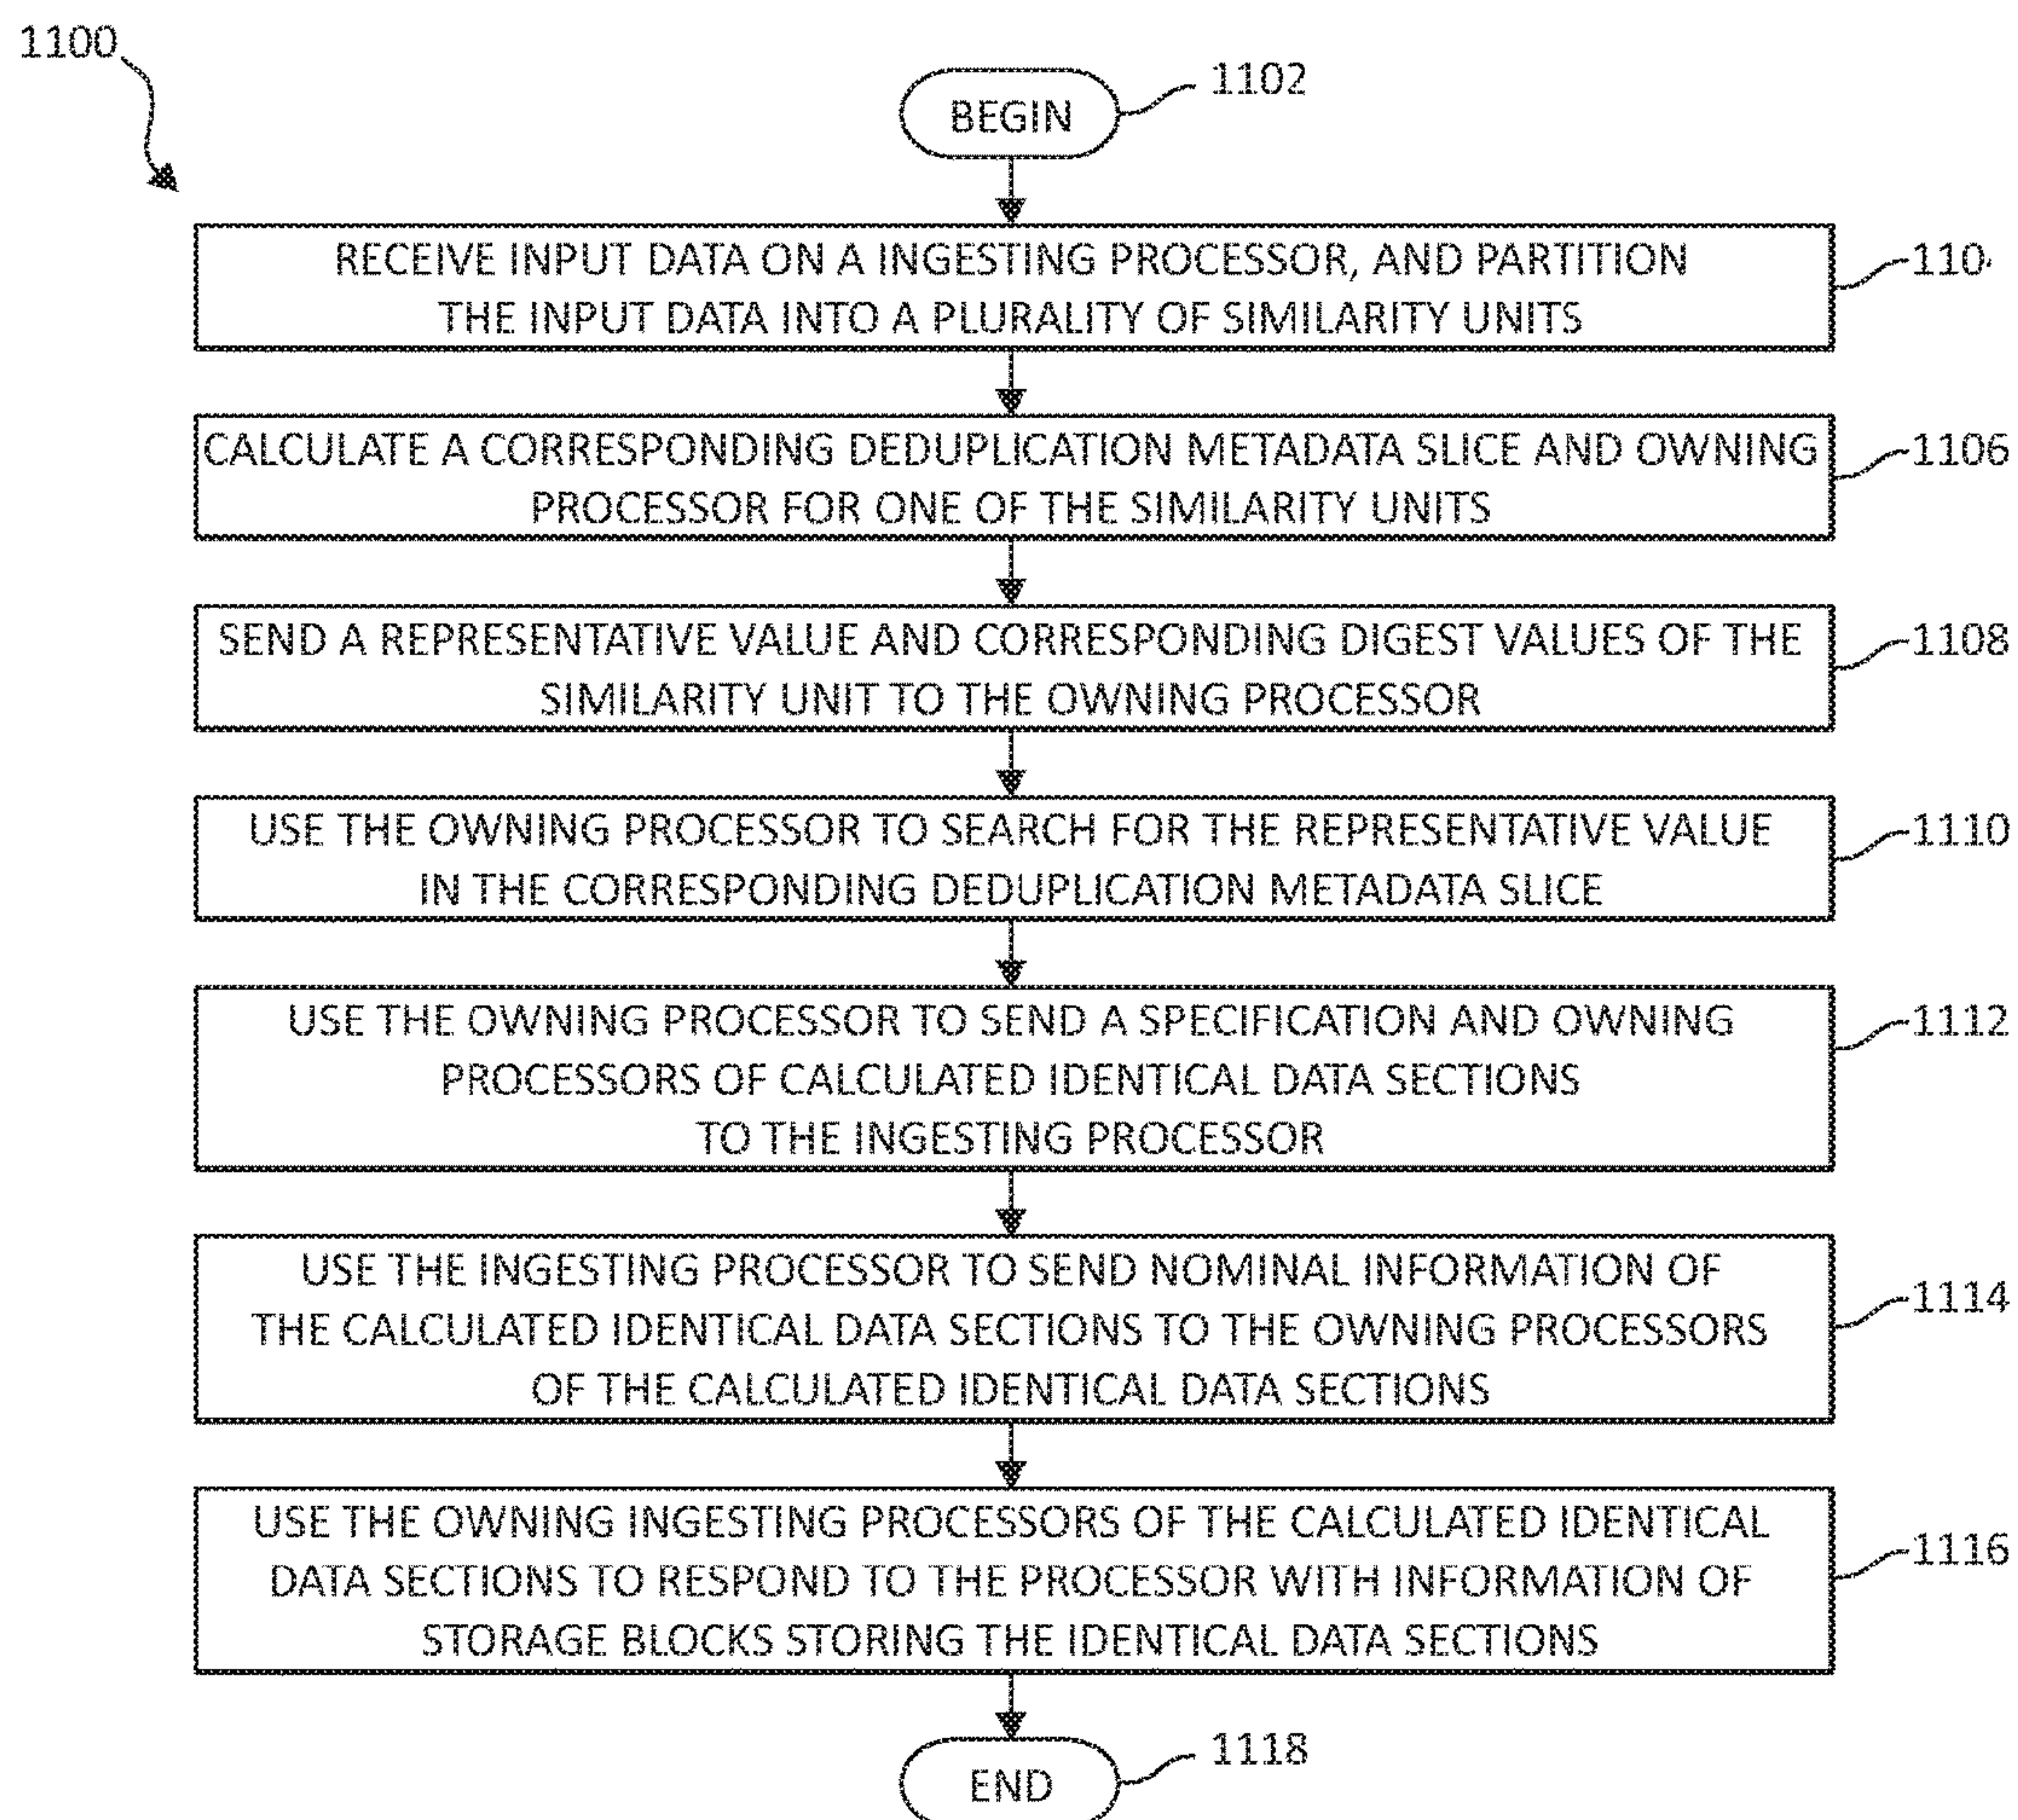 1100
BEGIN
1102
RECEIVE INPUT DATA ON A INGESTING PROCESSOR, AND PARTITION
THE INPUT DATA INTO A PLURALITY OF SIMILARITY UNITS
CALCULATE A CORRESPONDING DEDUPLICATION METADATA SLICE AND OWNING
PROCESSOR FOR ONE OF THE SIMILARITY UNITS
1106
SEND A REPRESENTATIVE VALUE AND CORRESPONDING DIGEST VALUES OF THE
SIMILARITY UNIT TO THE OWNING PROCESSOR
1108
USE THE OWNING PROCESSOR TO SEARCH FOR THE REPRESENTATIVE VALUE
IN THE CORRESPONDING DEDUPLICATION METADATA SLICE
1110
USE THE OWNING PROCESSOR TO SEND A SPECIFICATION AND OWNING
PROCESSORS OF CALCULATED IDENTICAL DATA SECTIONS
TO THE INGESTING PROCESSOR
1112
USE THE INGESTING PROCESSOR TO SEND NOMINAL INFORMATION OF
THE CALCULATED IDENTICAL DATA SECTIONS TO THE OWNING PROCESSORS
OF THE CALCULATED IDENTICAL DATA SECTIONS
1114
USE THE OWNING INGESTING PROCESSORS OF THE CALCULATED IDENTICAL
DATA SECTIONS TO RESPOND TO THE PROCESSOR WITH INFORMATION OF
STORAGE BLOCKS STORING THE IDENTICAL DATA SECTIONS
1116
END
1118